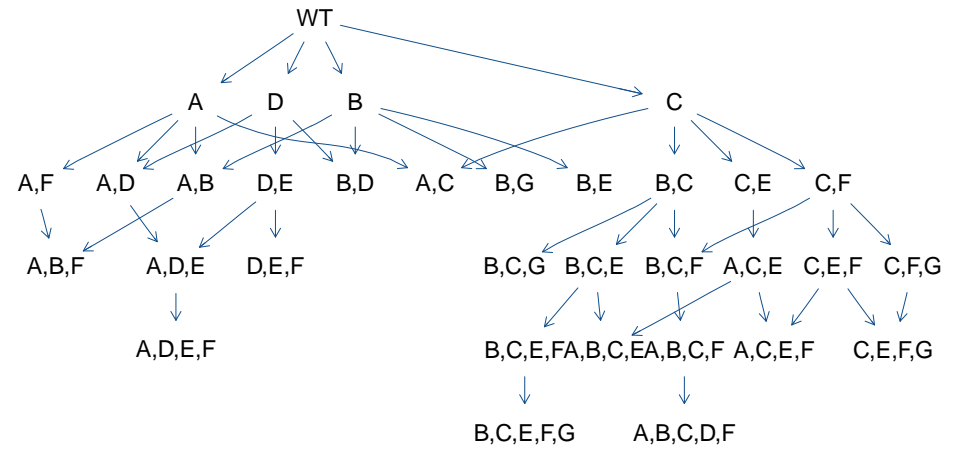 WT
A D B C
A,F A,D A,B D,E B,D A,C B,G B,E B,C C,E C,F
A,B,F A,D,E D,E,F B,C,G B,C,E B,C,F A,C,E C,E,F C,F,G
A,D,E,F B,C,E,F A,B,C,E A,B,C,F A,C,E,F C,E,F,G
B,C,E,F,G A,B,C,D,F